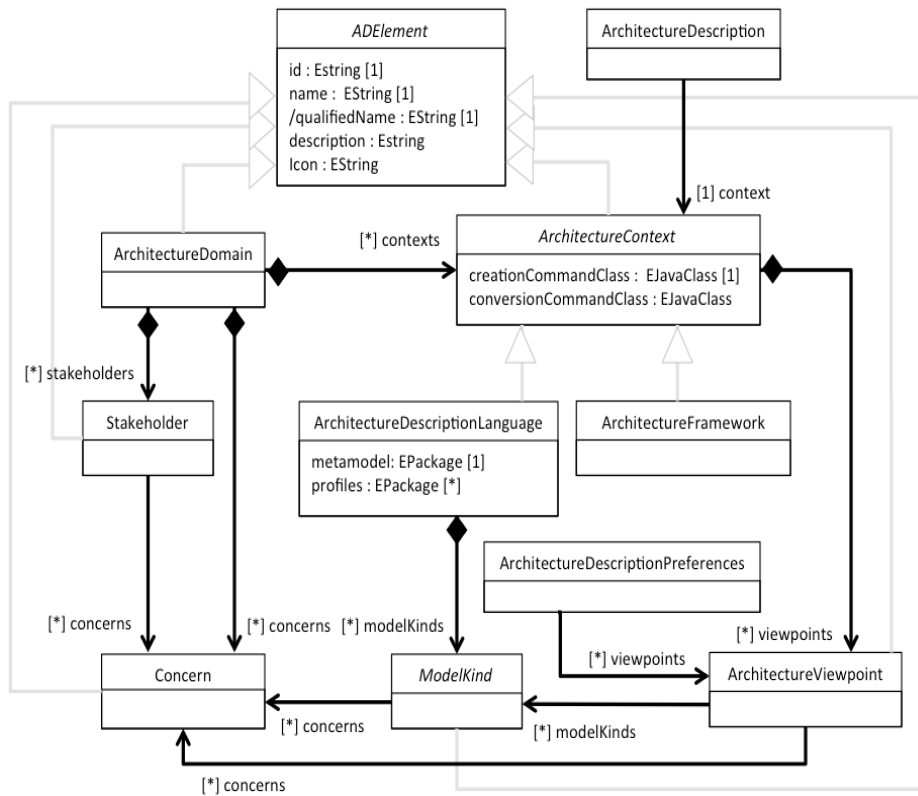 ADElement
ArchitectureDescription
id : Estring [1]
name : EString [1]
/qualifiedName : EString [1]
description : Estring
Icon : EString
[1] context
[*] contexts
ArchitectureContext
ArchitectureDomain
creationCommandClass : EJavaClass [1]
conversionCommandClass : EJavaClass
[*] stakeholders
Stakeholder
ArchitectureDescriptionLanguage
ArchitectureFramework
metamodel: EPackage [1]
profiles : EPackage [*]
ArchitectureDescriptionPreferences
[*] concerns
[*] concerns
[*] modelKinds
[*] viewpoints
[*] viewpoints
Concern
ModelKind
ArchitectureViewpoint
[*] concerns
[*] modelKinds
[*] concerns